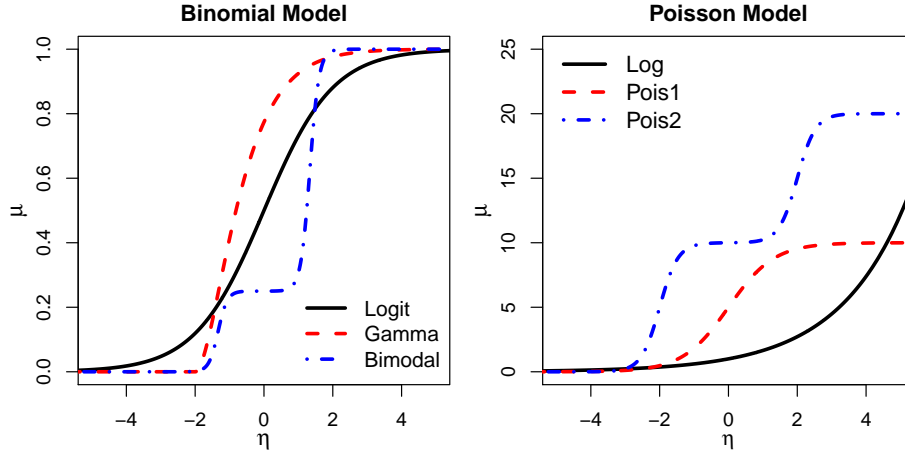 Binomial Model
μ
0.0 0.2 0.4 0.6 0.8 1.0
Logit
Gamma
Bimodal
−4 −2 0 2 4
η
Poisson Model
μ
0 5 10 15 20 25
Log
Pois1
Pois2
−4 −2 0 2 4
η